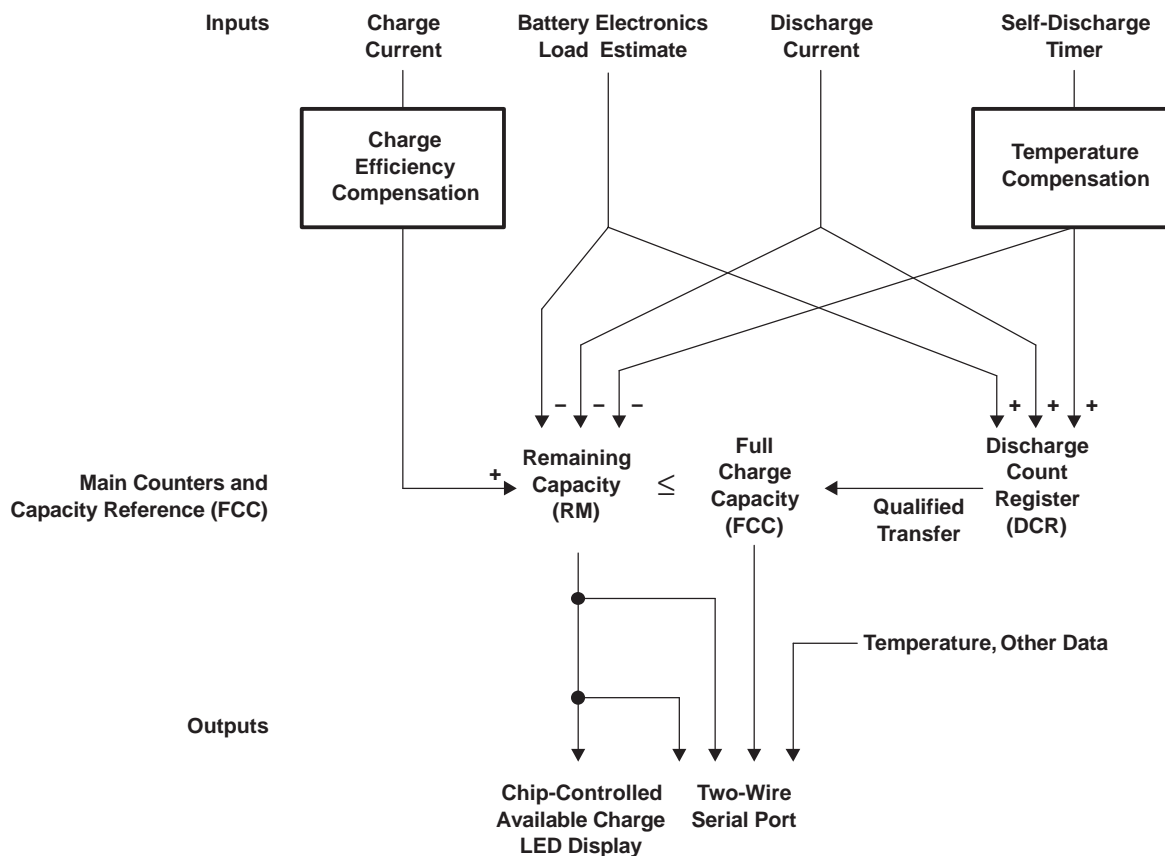 Inputs
Charge
Current
Battery Electronics
Load Estimate
Discharge
Current
Self-Discharge
Timer
Charge
Efficiency
Compensation
Temperature
Compensation
– – –
+ + +
Main Counters and
Capacity Reference (FCC)
+
Remaining
Capacity
(RM)
≤
Full
Charge
Capacity
(FCC)
Qualified
Transfer
Discharge
Count
Register
(DCR)
Temperature, Other Data
Outputs
Chip-Controlled
Available Charge
LED Display
Two-Wire
Serial Port